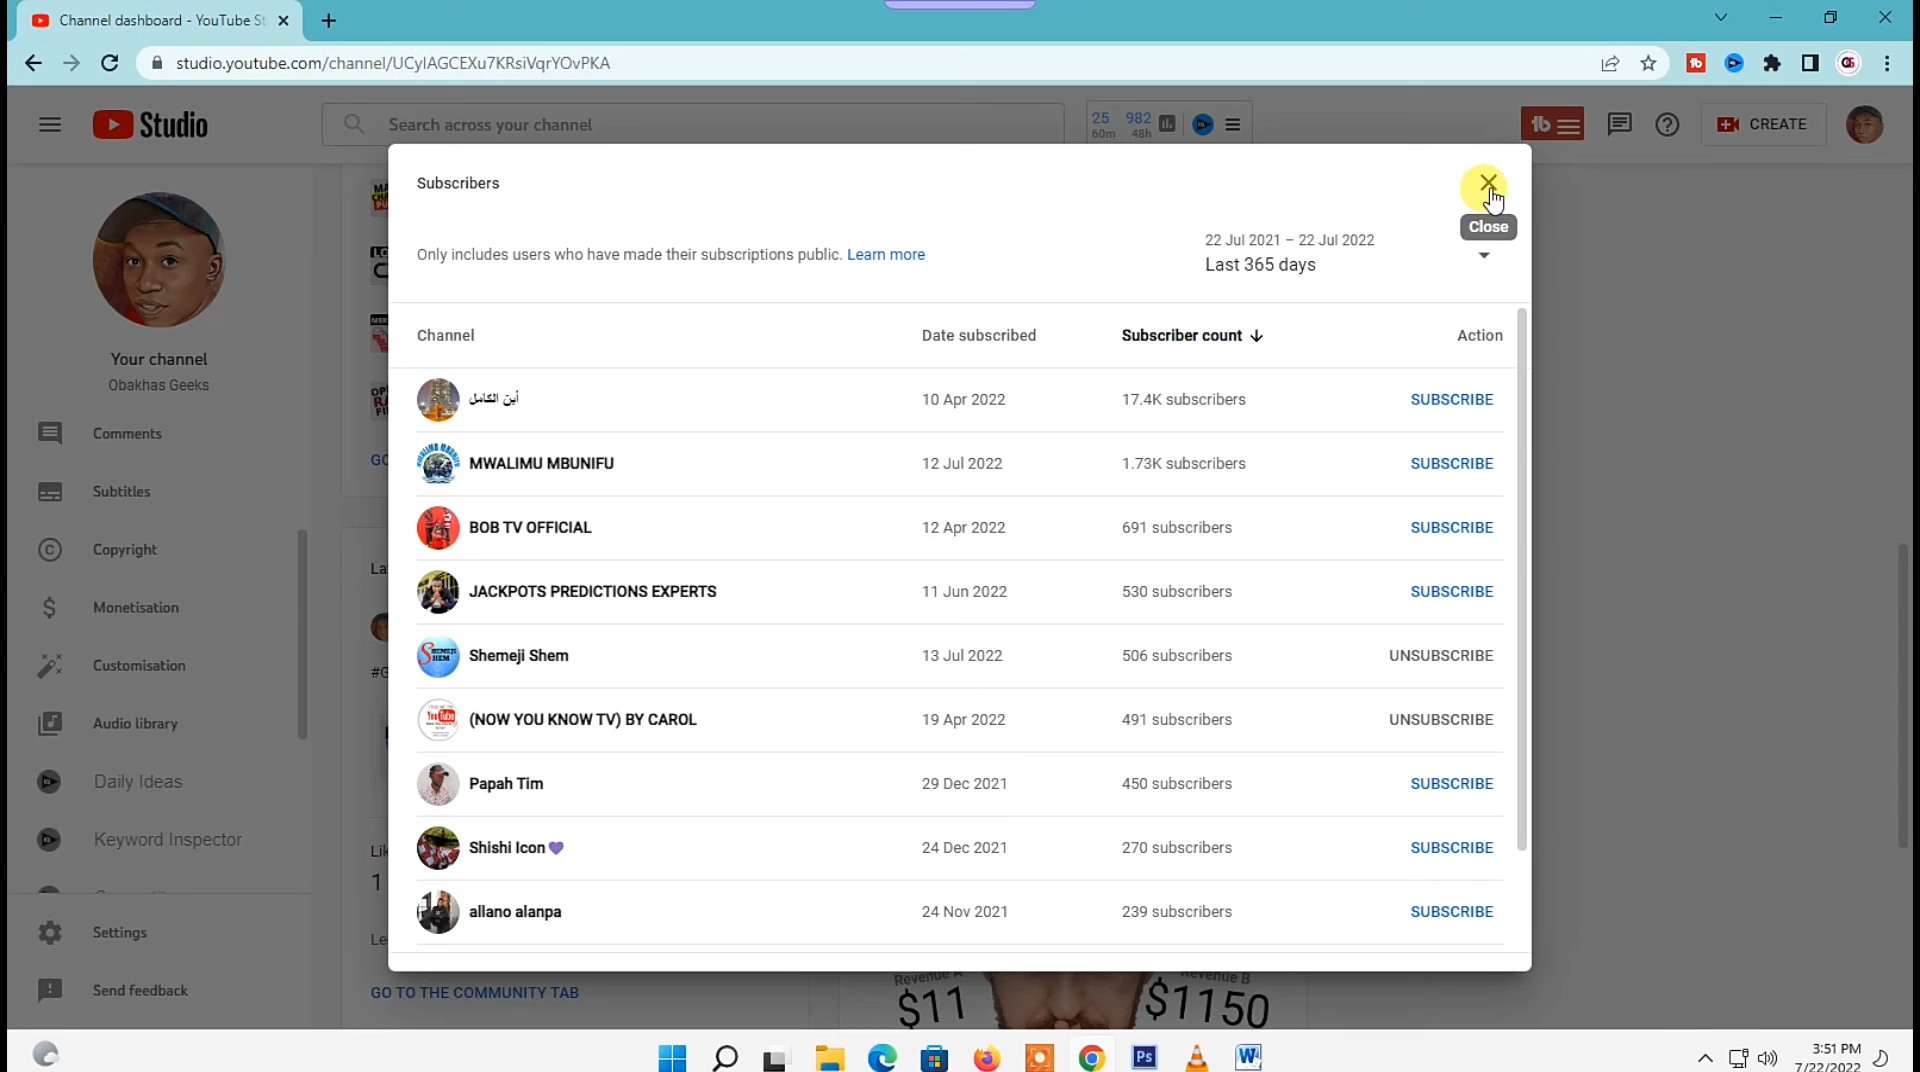 Channel dashboard - YouTube St
studio.youtube.com/channel/UCylAGCEXu7KRsiVqrYOvPKA
Studio
Search across your channel
25 982
60m 48h
CREATE
Subscribers
Close
Only includes users who have made their subscriptions public. Learn more
22 Jul 2021 – 22 Jul 2022
Last 365 days
Channel Date subscribed Subscriber count Action
أبن الكامل 10 Apr 2022 17.4K subscribers SUBSCRIBE
MWALIMU MBUNIFU 12 Jul 2022 1.73K subscribers SUBSCRIBE
BOB TV OFFICIAL 12 Apr 2022 691 subscribers SUBSCRIBE
JACKPOTS PREDICTIONS EXPERTS 11 Jun 2022 530 subscribers SUBSCRIBE
Shemeji Shem 13 Jul 2022 506 subscribers UNSUBSCRIBE
(NOW YOU KNOW TV) BY CAROL 19 Apr 2022 491 subscribers UNSUBSCRIBE
Papah Tim 29 Dec 2021 450 subscribers SUBSCRIBE
Shishi Icon💜 24 Dec 2021 270 subscribers SUBSCRIBE
allano alanpa 24 Nov 2021 239 subscribers SUBSCRIBE
Your channel
Obakhas Geeks
Comments
Subtitles
Copyright
Monetisation
Customisation
Audio library
Daily Ideas
Keyword Inspector
Settings
Send feedback
GO TO THE COMMUNITY TAB
Revenue A Revenue B
$11 $1150
3:51 PM
7/22/2022